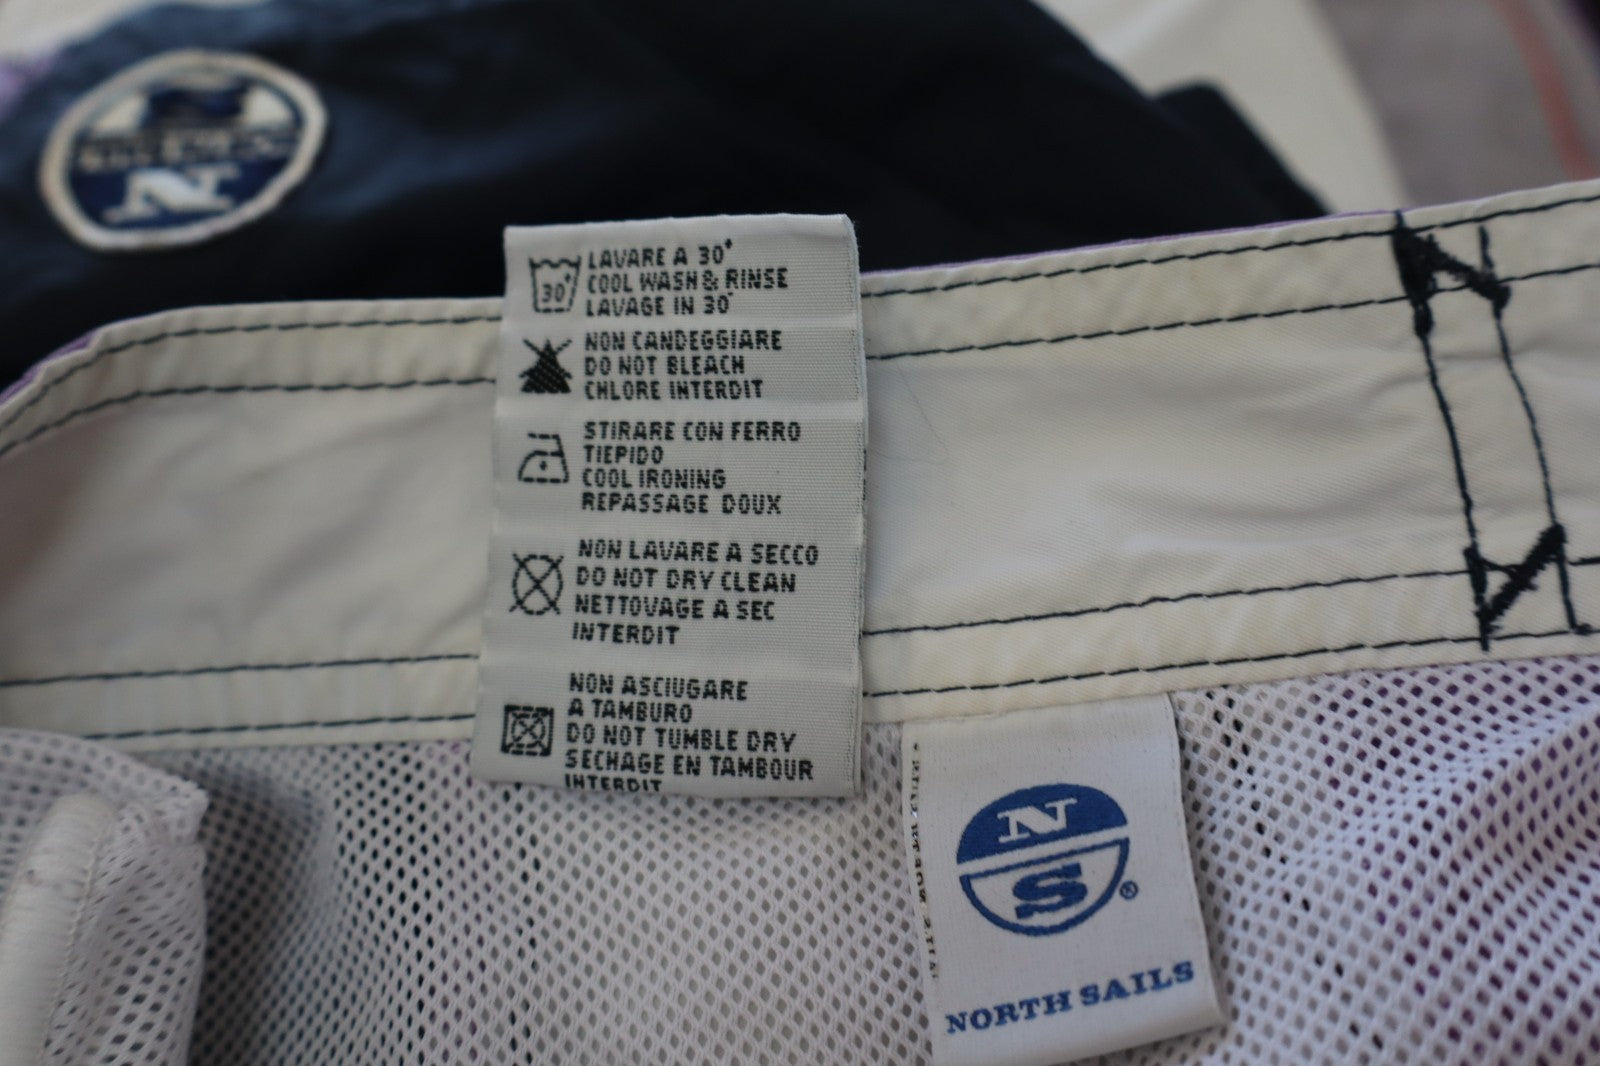 30°
LAVARE A 30°
COOL WASH & RINSE
LAVAGE IN 30°
NON CANDEGGIARE
DO NOT BLEACH
CHLORE INTERDIT
STIRARE CON FERRO
TIEPIDO
COOL IRONING
REPASSAGE DOUX
NON LAVARE A SECCO
DO NOT DRY CLEAN
NETTOVAGE A SEC
INTERDIT
NON ASCIUGARE
A TAMBURO
DO NOT TUMBLE DRY
SECHAGE EN TAMBOUR
INTERDIT
N
S
®
NORTH SAILS
N